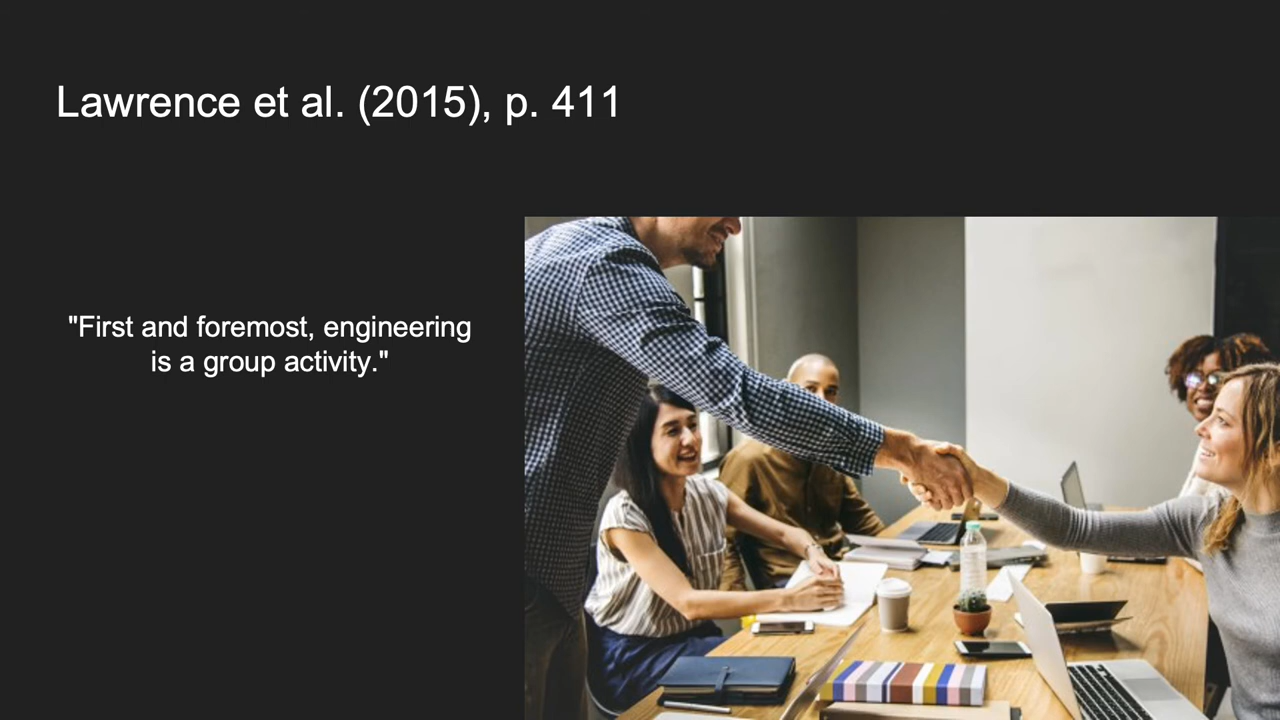 Lawrence et al. (2015), p. 411
"First and foremost, engineering
is a group activity."